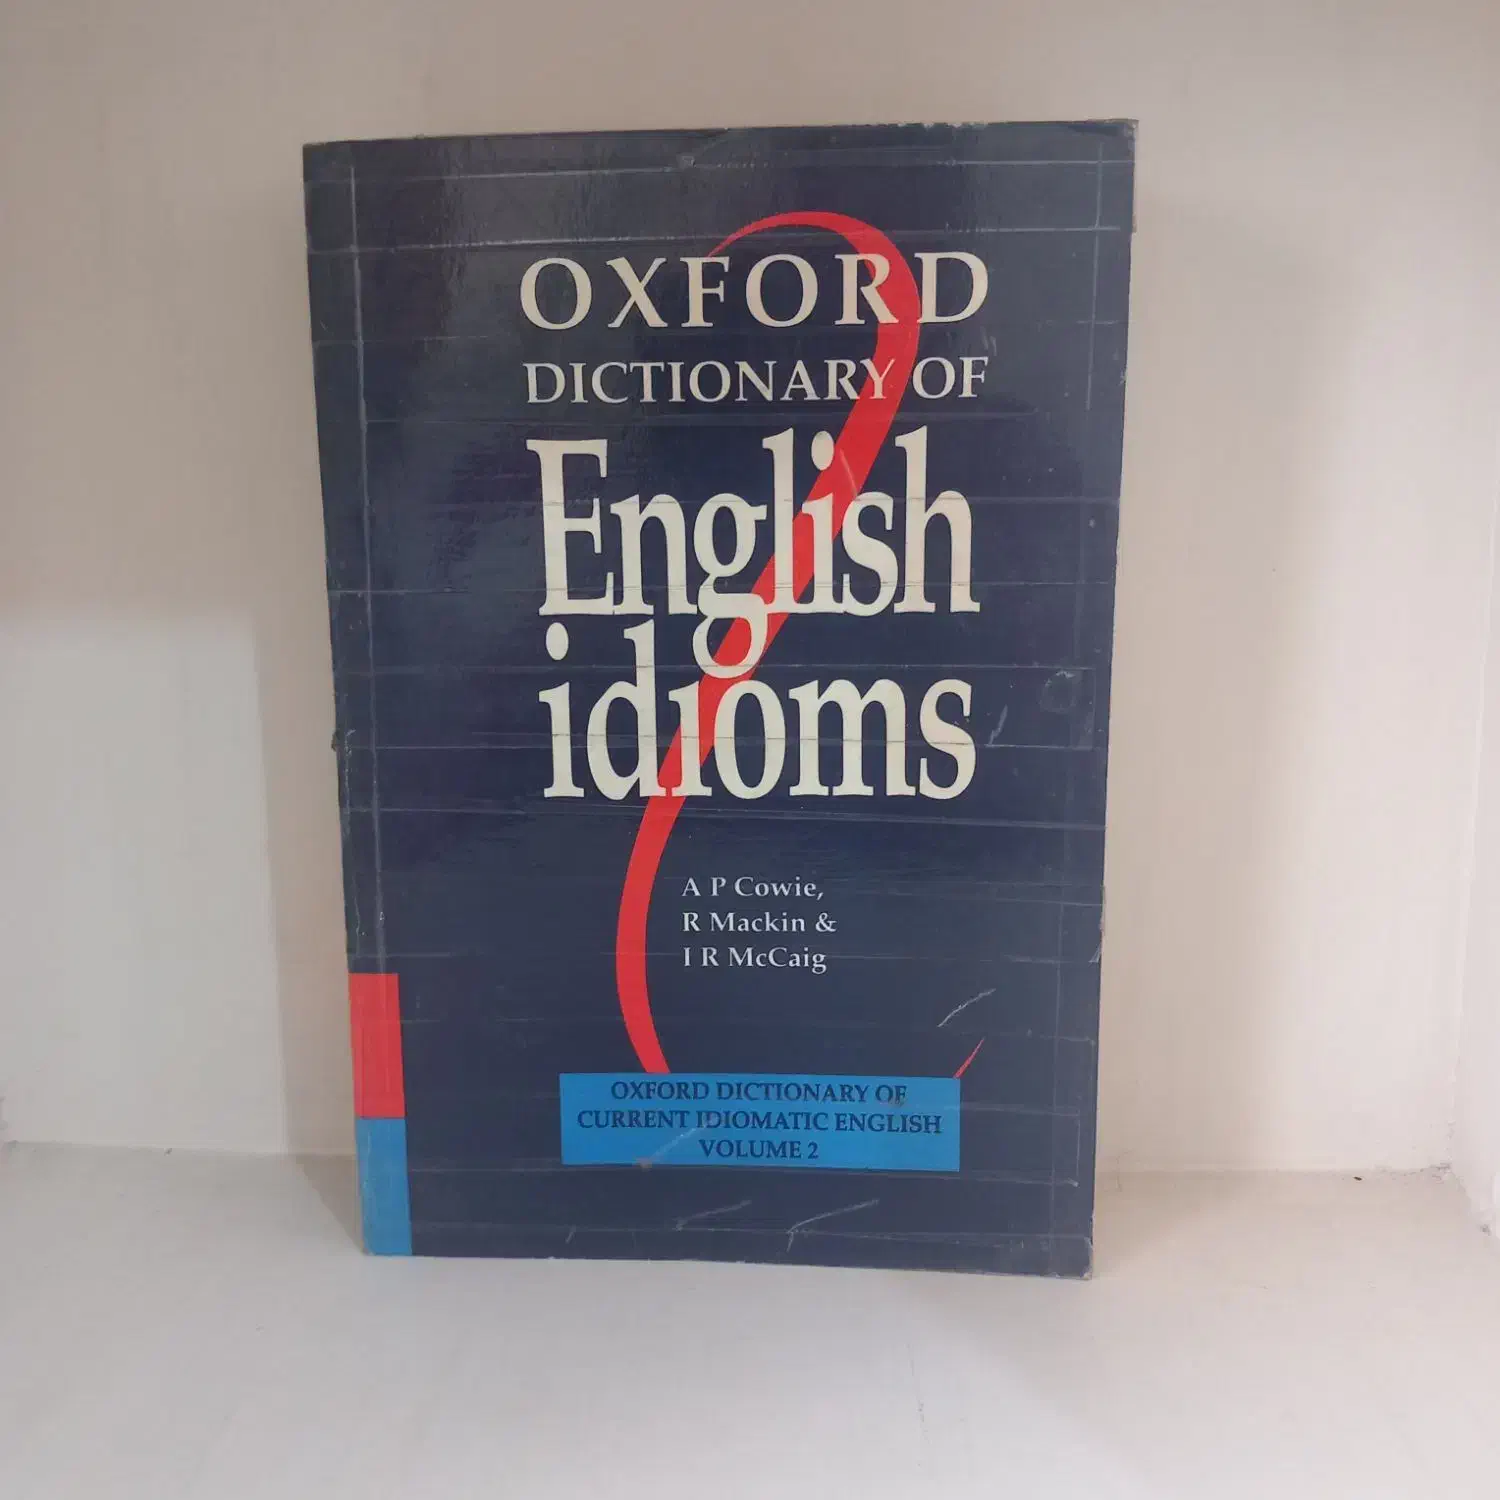 OXFORD
DICTIONARY OF
English
idioms
A P Cowie,
R Mackin &
I R McCaig
OXFORD DICTIONARY OF
CURRENT IDIOMATIC ENGLISH
VOLUME 2